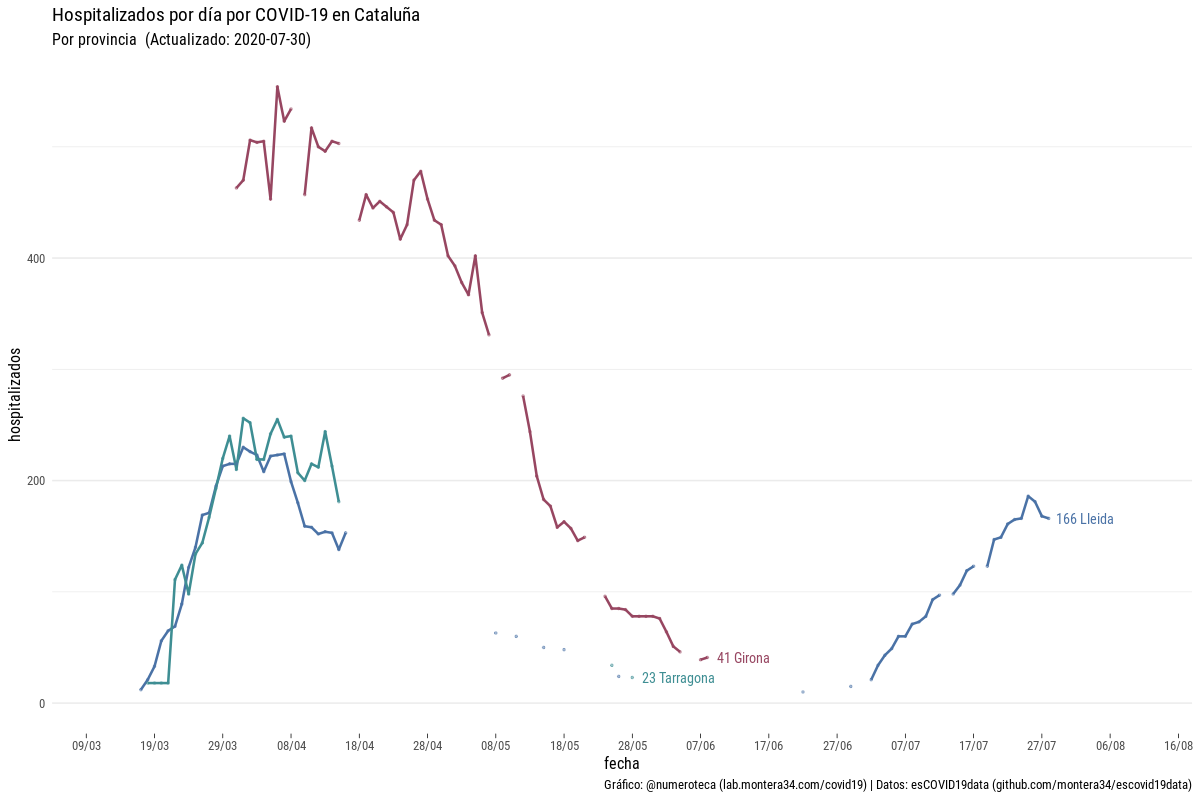 Hospitalizados por día por COVID-19 en Cataluña
Por provincia  (Actualizado: 2020-07-30)
hospitalizados
400
200
0
166 Lleida
41 Girona
23 Tarragona
09/03 19/03 29/03 08/04 18/04 28/04 08/05 18/05 28/05 07/06 17/06 27/06 07/07 17/07 27/07 06/08 16/08
fecha
Gráfico: @numeroteca (lab.montera34.com/covid19) | Datos: esCOVID19data (github.com/montera34/escovid19data)